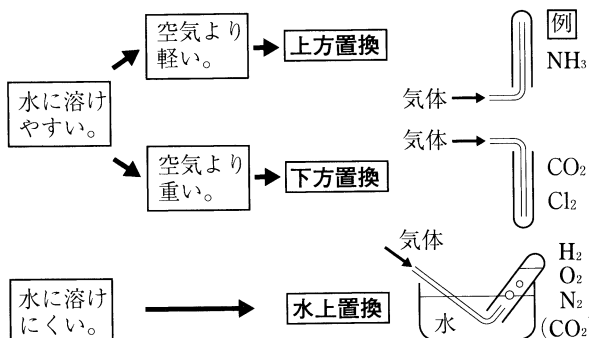 水に溶け
やすい。
空気より
軽い。
上方置換
気体
例
NH₃
空気より
重い。
下方置換
気体
CO₂
Cl₂
水に溶け
にくい。
水上置換
気体
水
H₂
O₂
N₂
(CO₂)